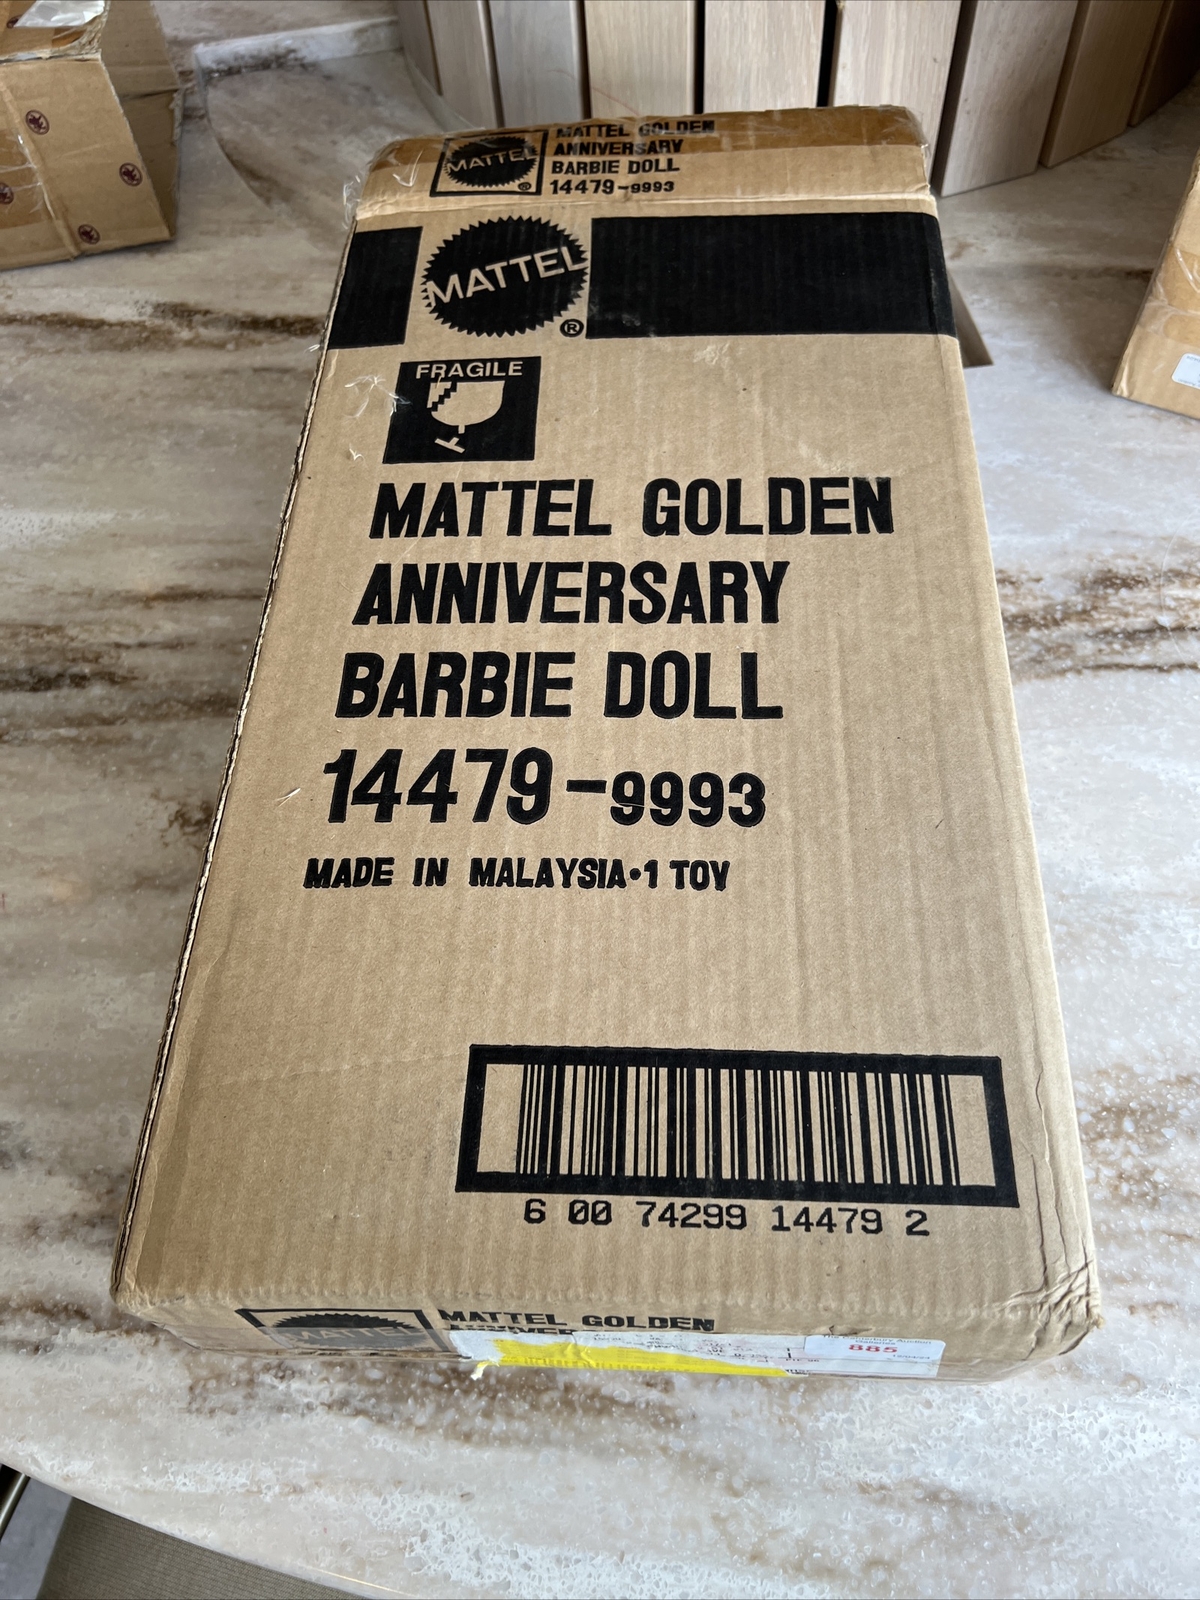 MATTEL
®
MATTEL GOLDEN
ANNIVERSARY
BARBIE DOLL
14479-9993
MATTEL
®
FRAGILE
MATTEL GOLDEN
ANNIVERSARY
BARBIE DOLL
14479-9993
MADE IN MALAYSIA•1 TOY
6 00 74299 14479 2
MATTEL
MATTEL GOLDEN
885